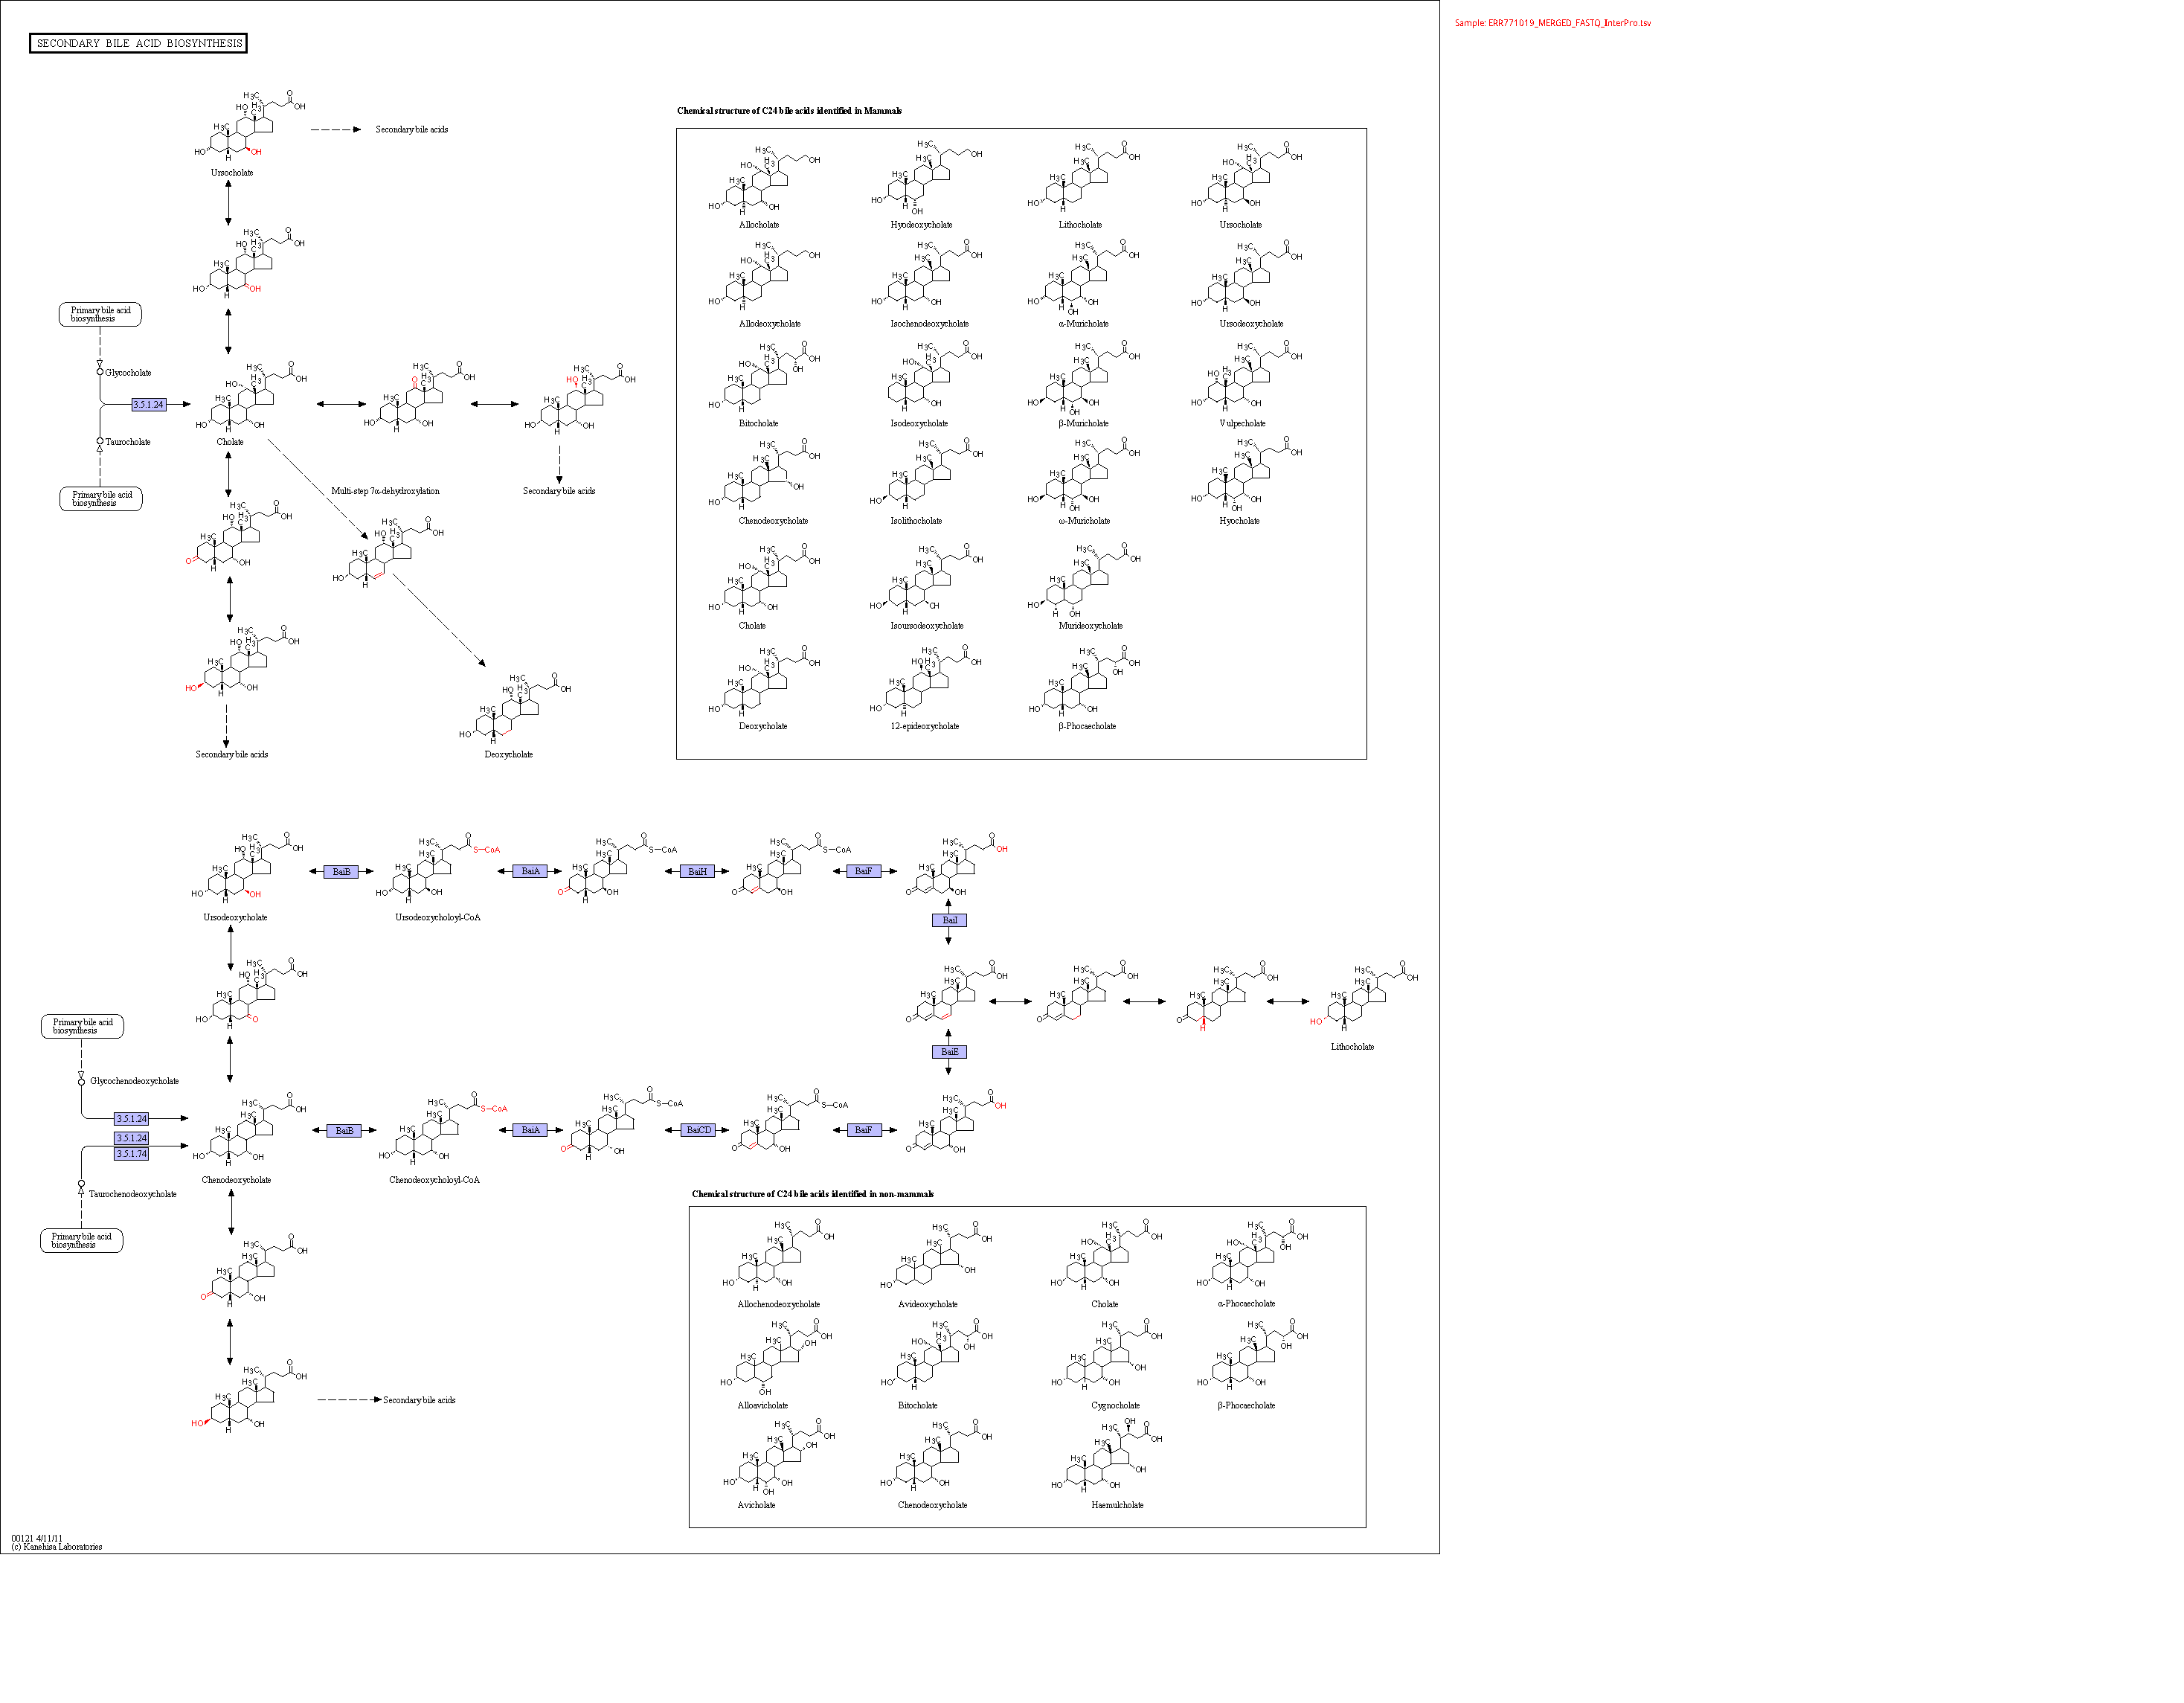 Sample: ERR771019_MERGED_FASTQ_InterPro.tsv
SECONDARY BILE ACID BIOSYNTHESIS
Secondary bile acids
Ursocholate
Primary bile acid
biosynthesis
Glycocholate
3.5.1.24
Taurocholate
Cholate
Primary bile acid
biosynthesis
Multi-step 7α-dehydroxylation
Secondary bile acids
Secondary bile acids
Deoxycholate
Chemical structure of C24 bile acids identified in Mammals
Allocholate
Hyodeoxycholate
Lithocholate
Ursocholate
Allodeoxycholate
Isochenodeoxycholate
α-Muricholate
Ursodeoxycholate
Bitocholate
Isodeoxycholate
β-Muricholate
Vulpecholate
Chenodeoxycholate
Isolithocholate
ω-Muricholate
Hyocholate
Cholate
Isoursodeoxycholate
Murideoxycholate
Deoxycholate
12-epideoxycholate
β-Phocaecholate
BaiB
BaiA
BaiH
BaiF
Ursodeoxycholate
Ursodeoxycholoyl-CoA
BaiI
Primary bile acid
biosynthesis
Lithocholate
BaiE
Glycochenodeoxycholate
3.5.1.24
3.5.1.24
3.5.1.74
BaiB
BaiA
BaiCD
BaiF
Chenodeoxycholate
Chenodeoxycholoyl-CoA
Taurochenodeoxycholate
Primary bile acid
biosynthesis
Secondary bile acids
Chemical structure of C24 bile acids identified in non-mammals
Allochenodeoxycholate
Avideoxycholate
Cholate
α-Phocaecholate
Alloavicholate
Bitocholate
Cygnocholate
β-Phocaecholate
Avicholate
Chenodeoxycholate
Haemulcholate
00121 4/11/11
(c) Kanehisa Laboratories